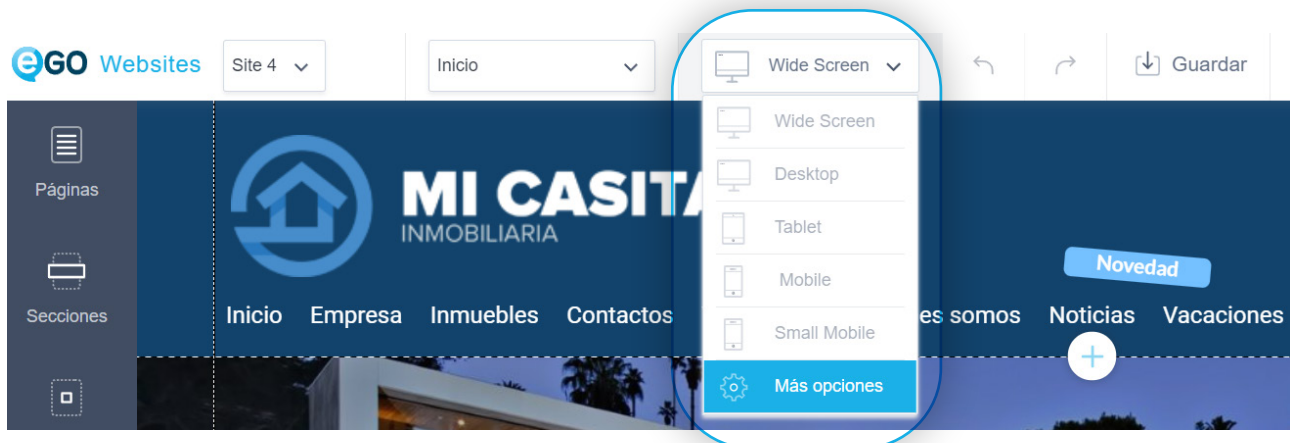 eGO Websites
Site 4
Inicio
Wide Screen
Guardar
Wide Screen
Desktop
Tablet
Mobile
Small Mobile
Más opciones
Páginas
Secciones
MI CASITA
INMOBILIARIA
Novedad
Inicio Empresa Inmuebles Contactos es somos Noticias Vacaciones